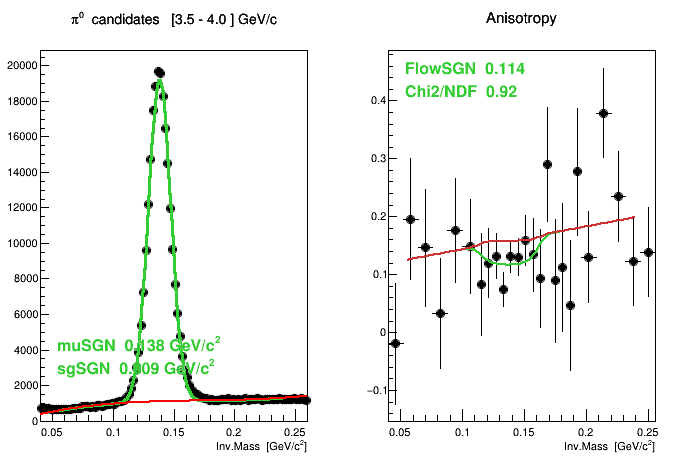 π⁰ candidates [3.5 - 4.0 ] GeV/c
20000
18000
16000
14000
12000
10000
8000
6000
4000
2000
0
muSGN 0.138 GeV/c²
sgSGN 0.009 GeV/c²
0.05 0.1 0.15 0.2 0.25
Inv.Mass [GeV/c²]
Anisotropy
FlowSGN 0.114
Chi2/NDF 0.92
0.4
0.3
0.2
0.1
0
−0.1
0.05 0.1 0.15 0.2 0.25
Inv.Mass [GeV/c²]